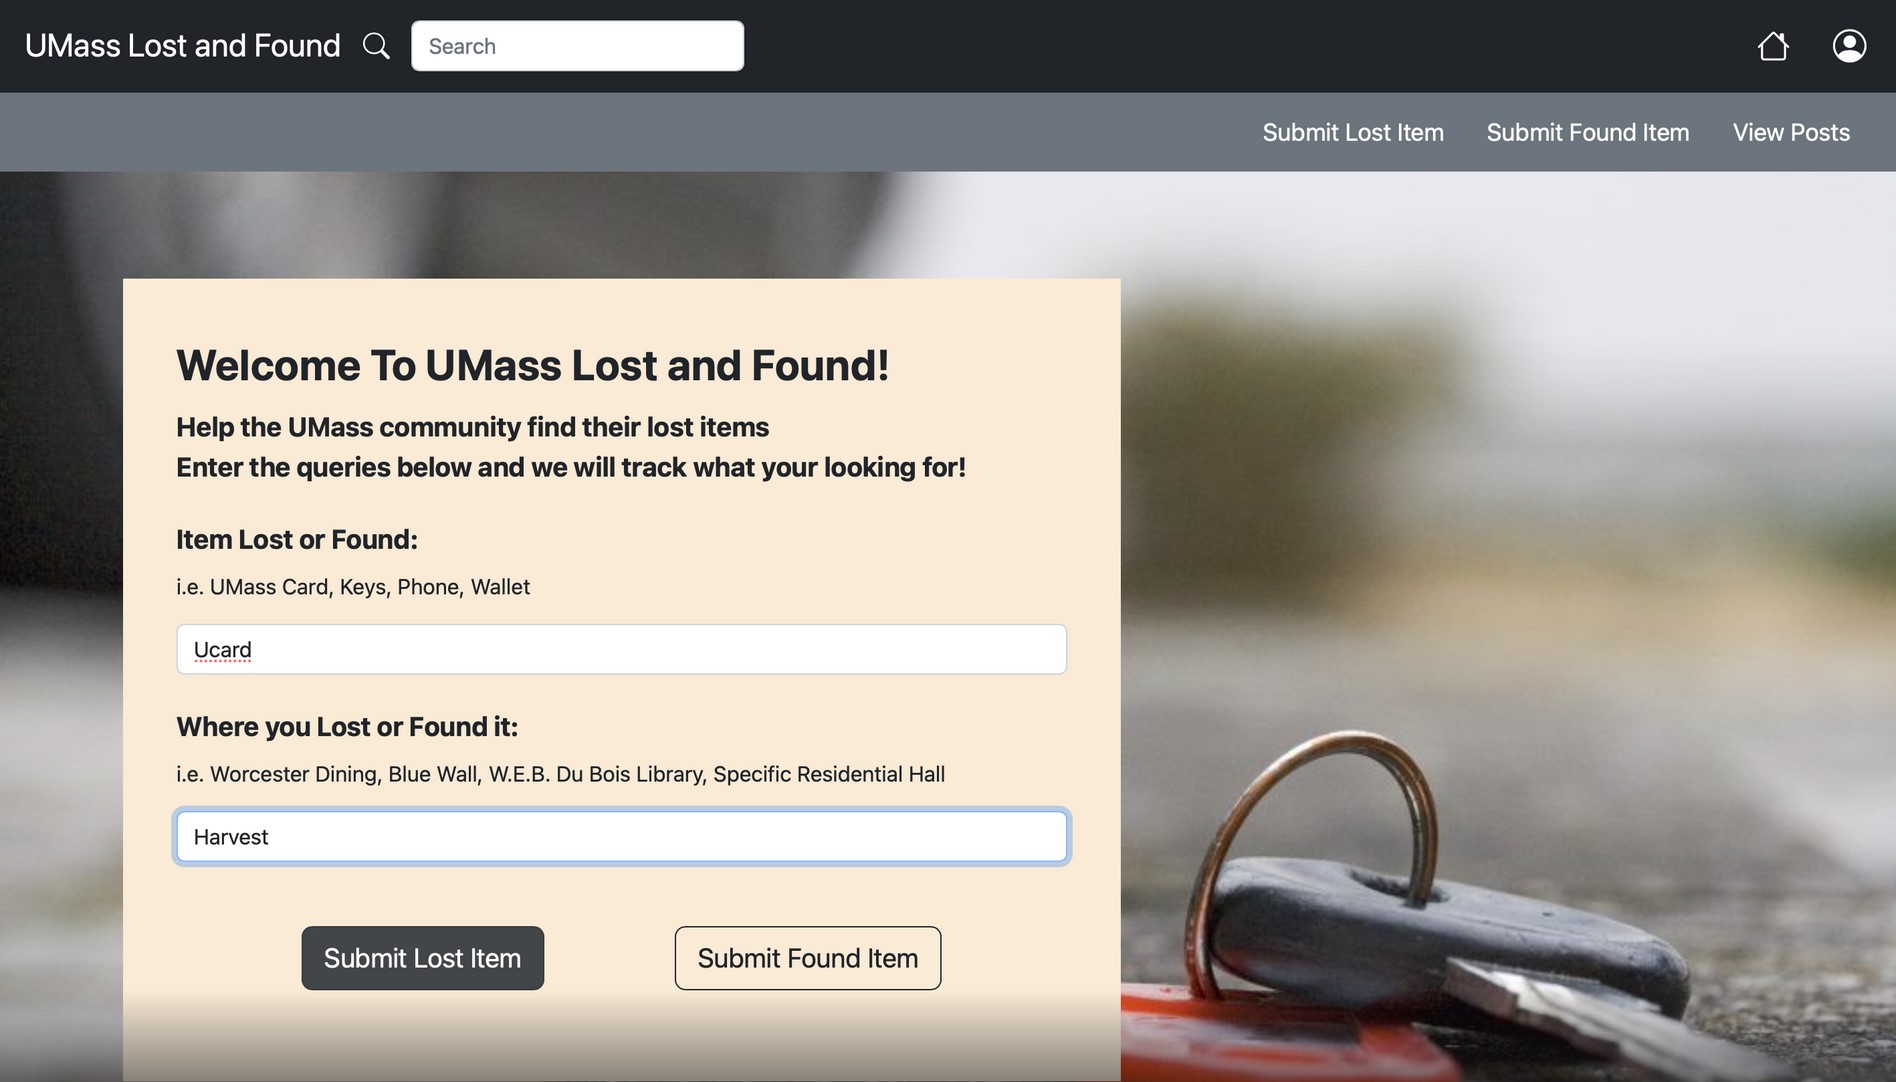 UMass Lost and Found
Search
Submit Lost Item
Submit Found Item
View Posts
Welcome To UMass Lost and Found!
Help the UMass community find their lost items
Enter the queries below and we will track what your looking for!
Item Lost or Found:
i.e. UMass Card, Keys, Phone, Wallet
Ucard
Where you Lost or Found it:
i.e. Worcester Dining, Blue Wall, W.E.B. Du Bois Library, Specific Residential Hall
Harvest
Submit Lost Item
Submit Found Item